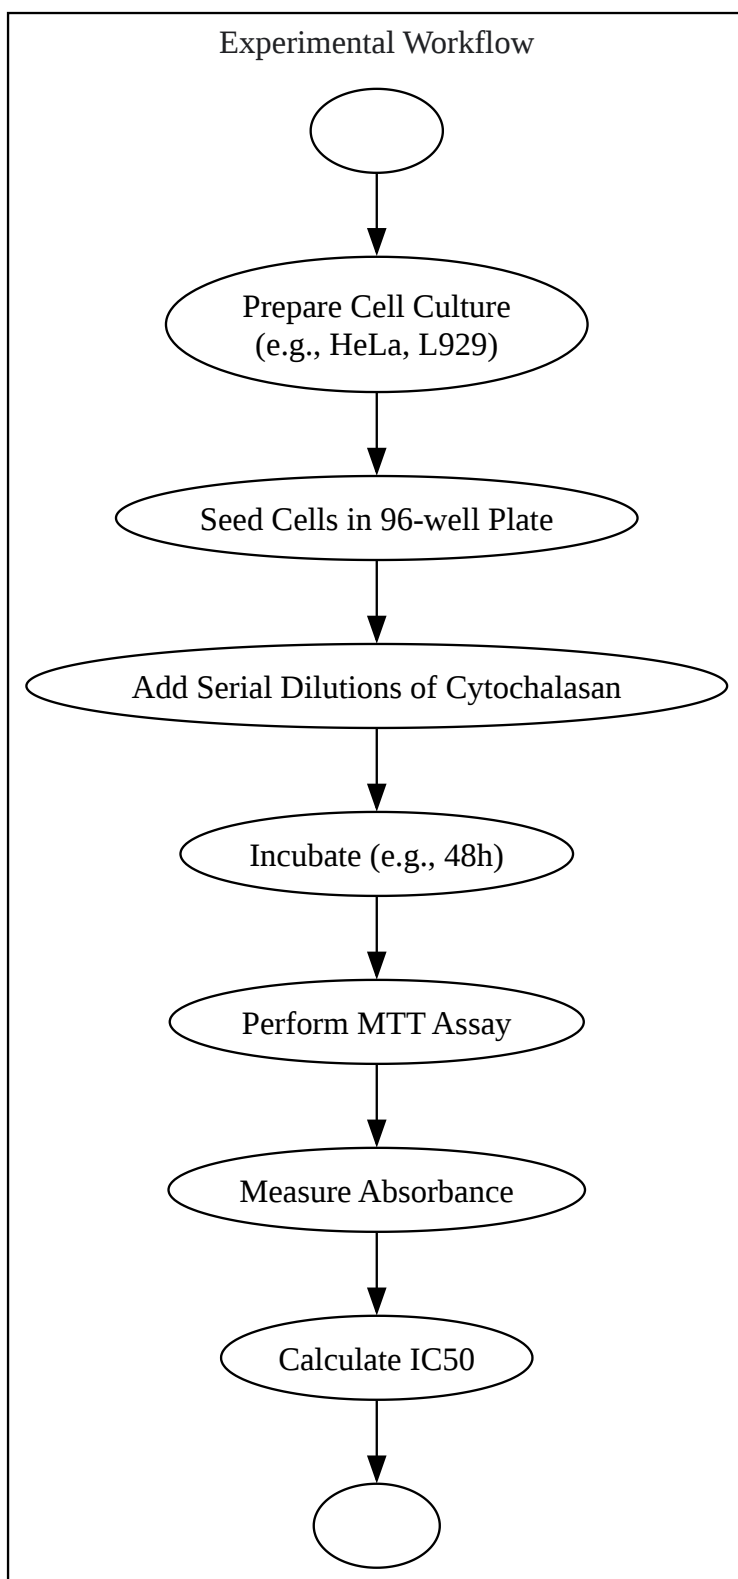 Experimental Workflow
Prepare Cell Culture
(e.g., HeLa, L929)
Seed Cells in 96-well Plate
Add Serial Dilutions of Cytochalasan
Incubate (e.g., 48h)
Perform MTT Assay
Measure Absorbance
Calculate IC50